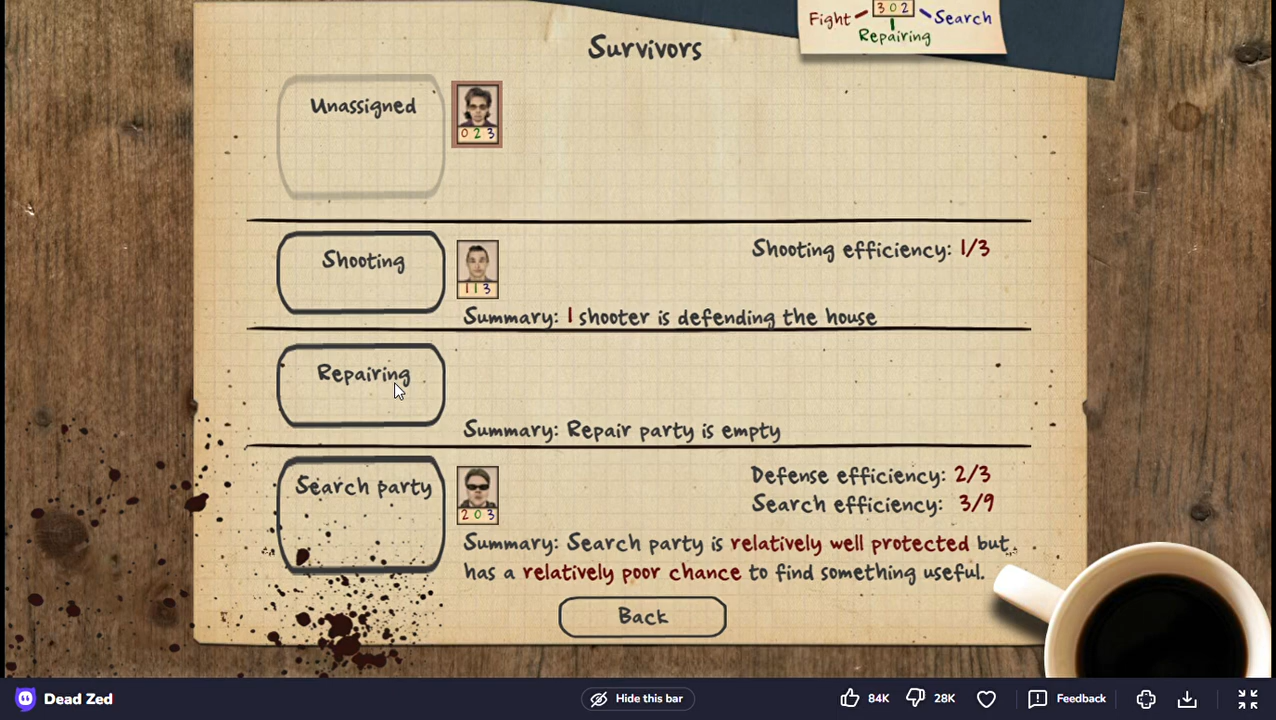 Fight
3 0 2
Search
Repairing
Survivors
Unassigned
0 2 3
Shooting
1 1 3
Shooting efficiency: 1/3
Summary: 1 shooter is defending the house
Repairing
Summary: Repair party is empty
Search party
2 0 3
Defense efficiency: 2/3
Search efficiency: 3/9
Summary: Search party is relatively well protected but
has a relatively poor chance to find something useful.
Back
Dead Zed
Hide this bar
84K
28K
Feedback